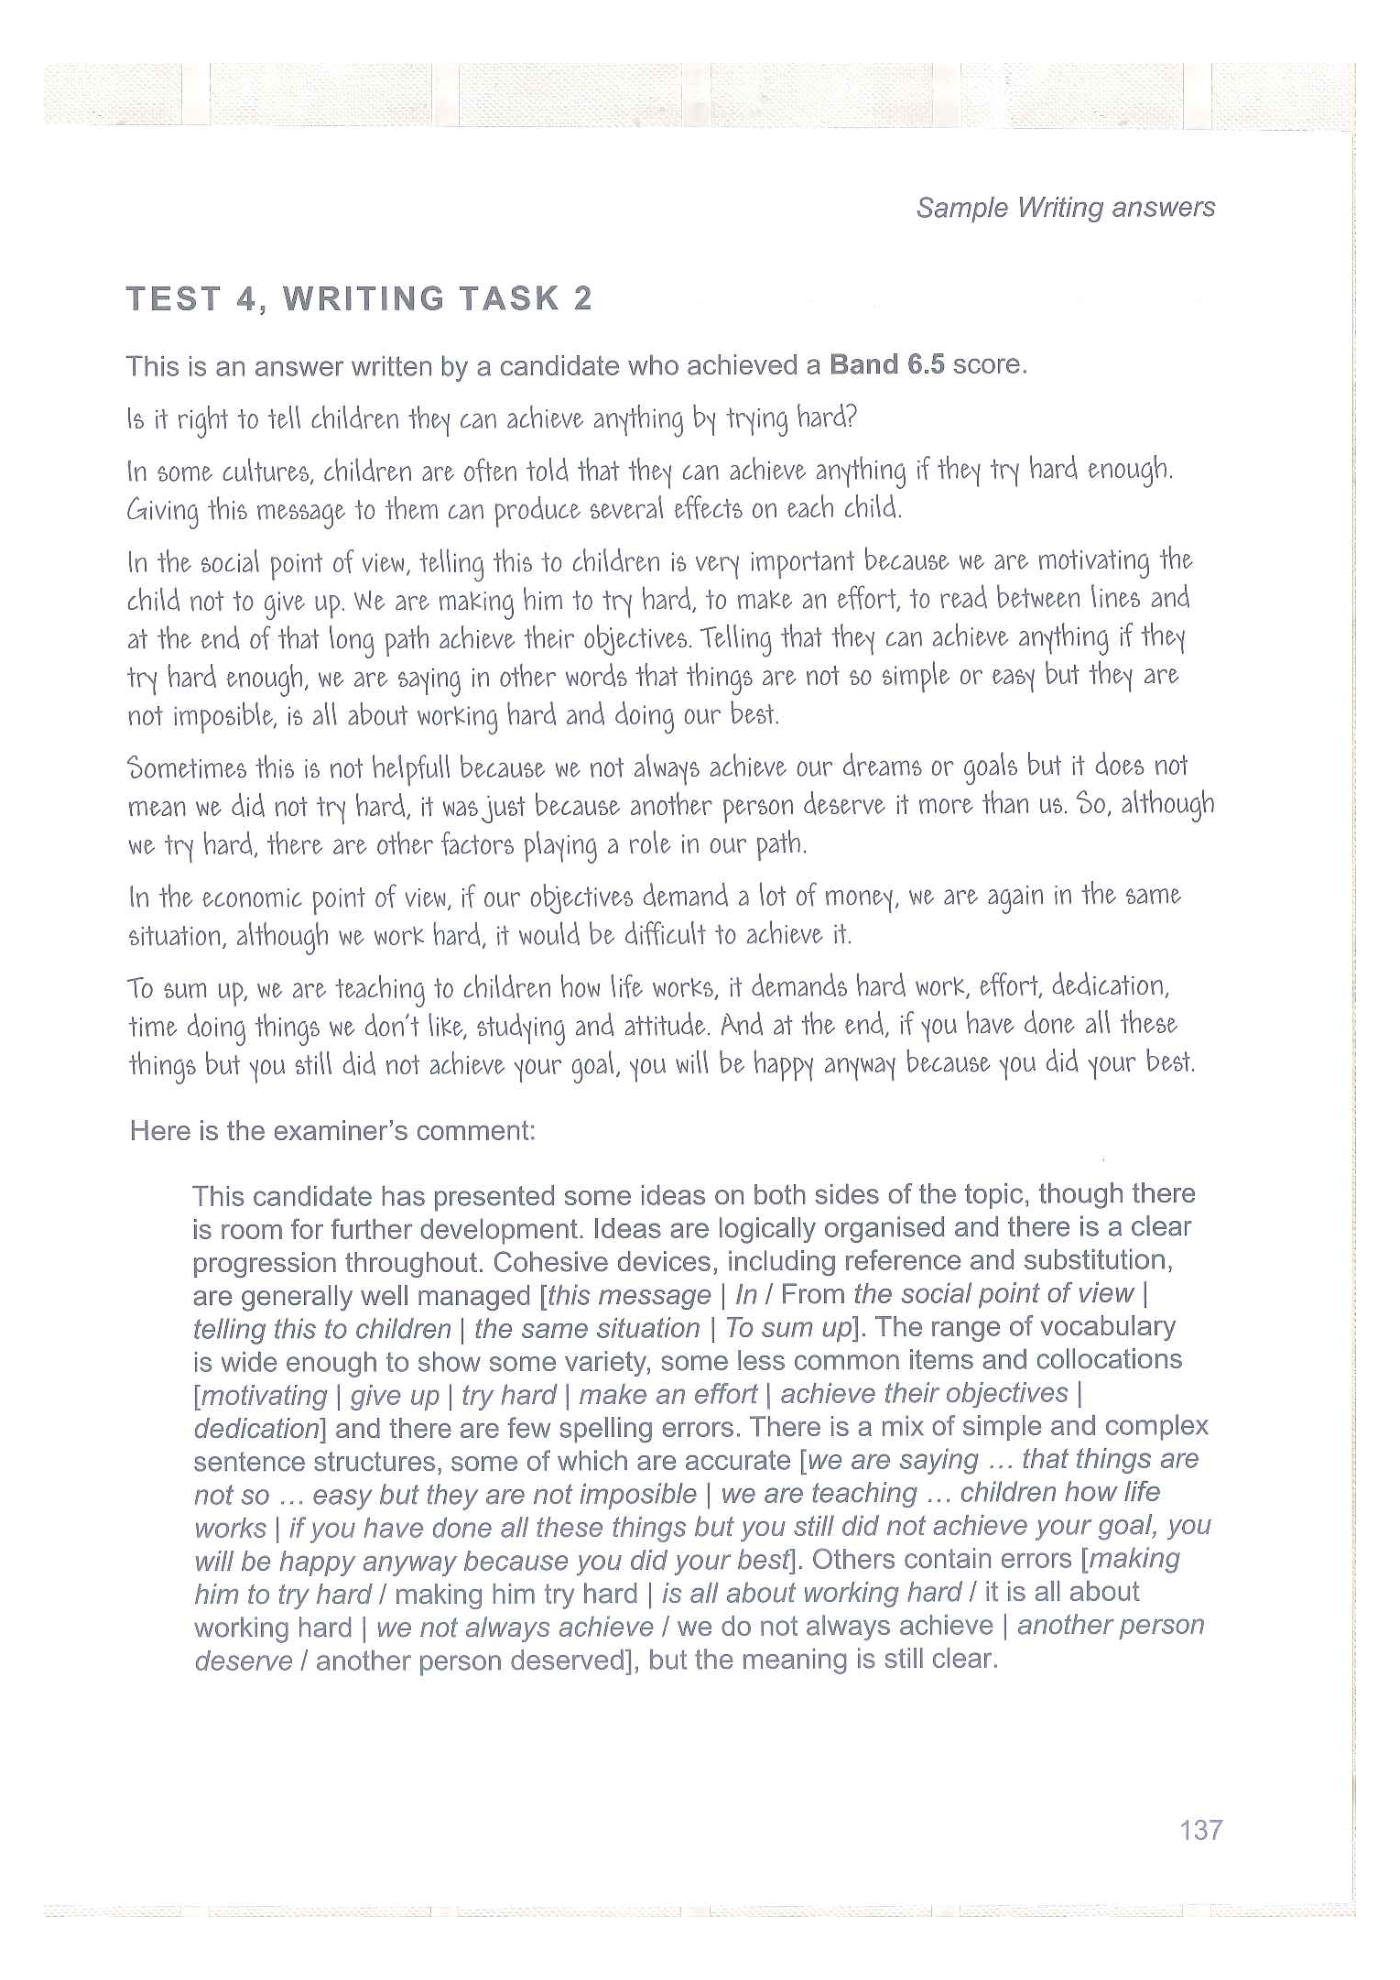 Sample Writing answers
TEST 4, WRITING TASK 2
This is an answer written by a candidate who achieved a Band 6.5 score.
Is it right to tell children they can achieve anything by trying hard?
In some cultures, children are often told that they can achieve anything if they try hard enough.
Giving this message to them can produce several effects on each child.
In the social point of view, telling this to children is very important because we are motivating the
child not to give up. We are making him to try hard, to make an effort, to read between lines and
at the end of that long path achieve their objectives. Telling that they can achieve anything if they
try hard enough, we are saying in other words that things are not so simple or easy but they are
not imposible, is all about working hard and doing our best.
Sometimes this is not helpfull because we not always achieve our dreams or goals but it does not
mean we did not try hard, it was just because another person deserve it more than us. So, although
we try hard, there are other factors playing a role in our path.
In the economic point of view, if our objectives demand a lot of money, we are again in the same
situation, although we work hard, it would be difficult to achieve it.
To sum up, we are teaching to children how life works, it demands hard work, effort, dedication,
time doing things we don't like, studying and attitude. And at the end, if you have done all these
things but you still did not achieve your goal, you will be happy anyway because you did your best.
Here is the examiner's comment:
This candidate has presented some ideas on both sides of the topic, though there
is room for further development. Ideas are logically organised and there is a clear
progression throughout. Cohesive devices, including reference and substitution,
are generally well managed [this message | In / From the social point of view |
telling this to children | the same situation | To sum up]. The range of vocabulary
is wide enough to show some variety, some less common items and collocations
[motivating | give up | try hard | make an effort | achieve their objectives |
dedication] and there are few spelling errors. There is a mix of simple and complex
sentence structures, some of which are accurate [we are saying ... that things are
not so ... easy but they are not imposible | we are teaching ... children how life
works | if you have done all these things but you still did not achieve your goal, you
will be happy anyway because you did your best]. Others contain errors [making
him to try hard / making him try hard | is all about working hard / it is all about
working hard | we not always achieve / we do not always achieve | another person
deserve / another person deserved], but the meaning is still clear.
137